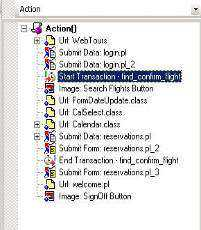 Action
Action()
Url: WebTours
Submit Data: login.pl
Submit Data: login.pl_2
Start Transaction - find_confirm_flight
Image: Search Flights Button
Url: FormDateUpdate.class
Url: CalSelect.class
Url: Calendar.class
Submit Data: reservations.pl
Submit Form: reservations.pl_2
End Transaction - find_confirm_flight
Submit Form: reservations.pl_3
Url: welcome.pl
Image: SignOff Button